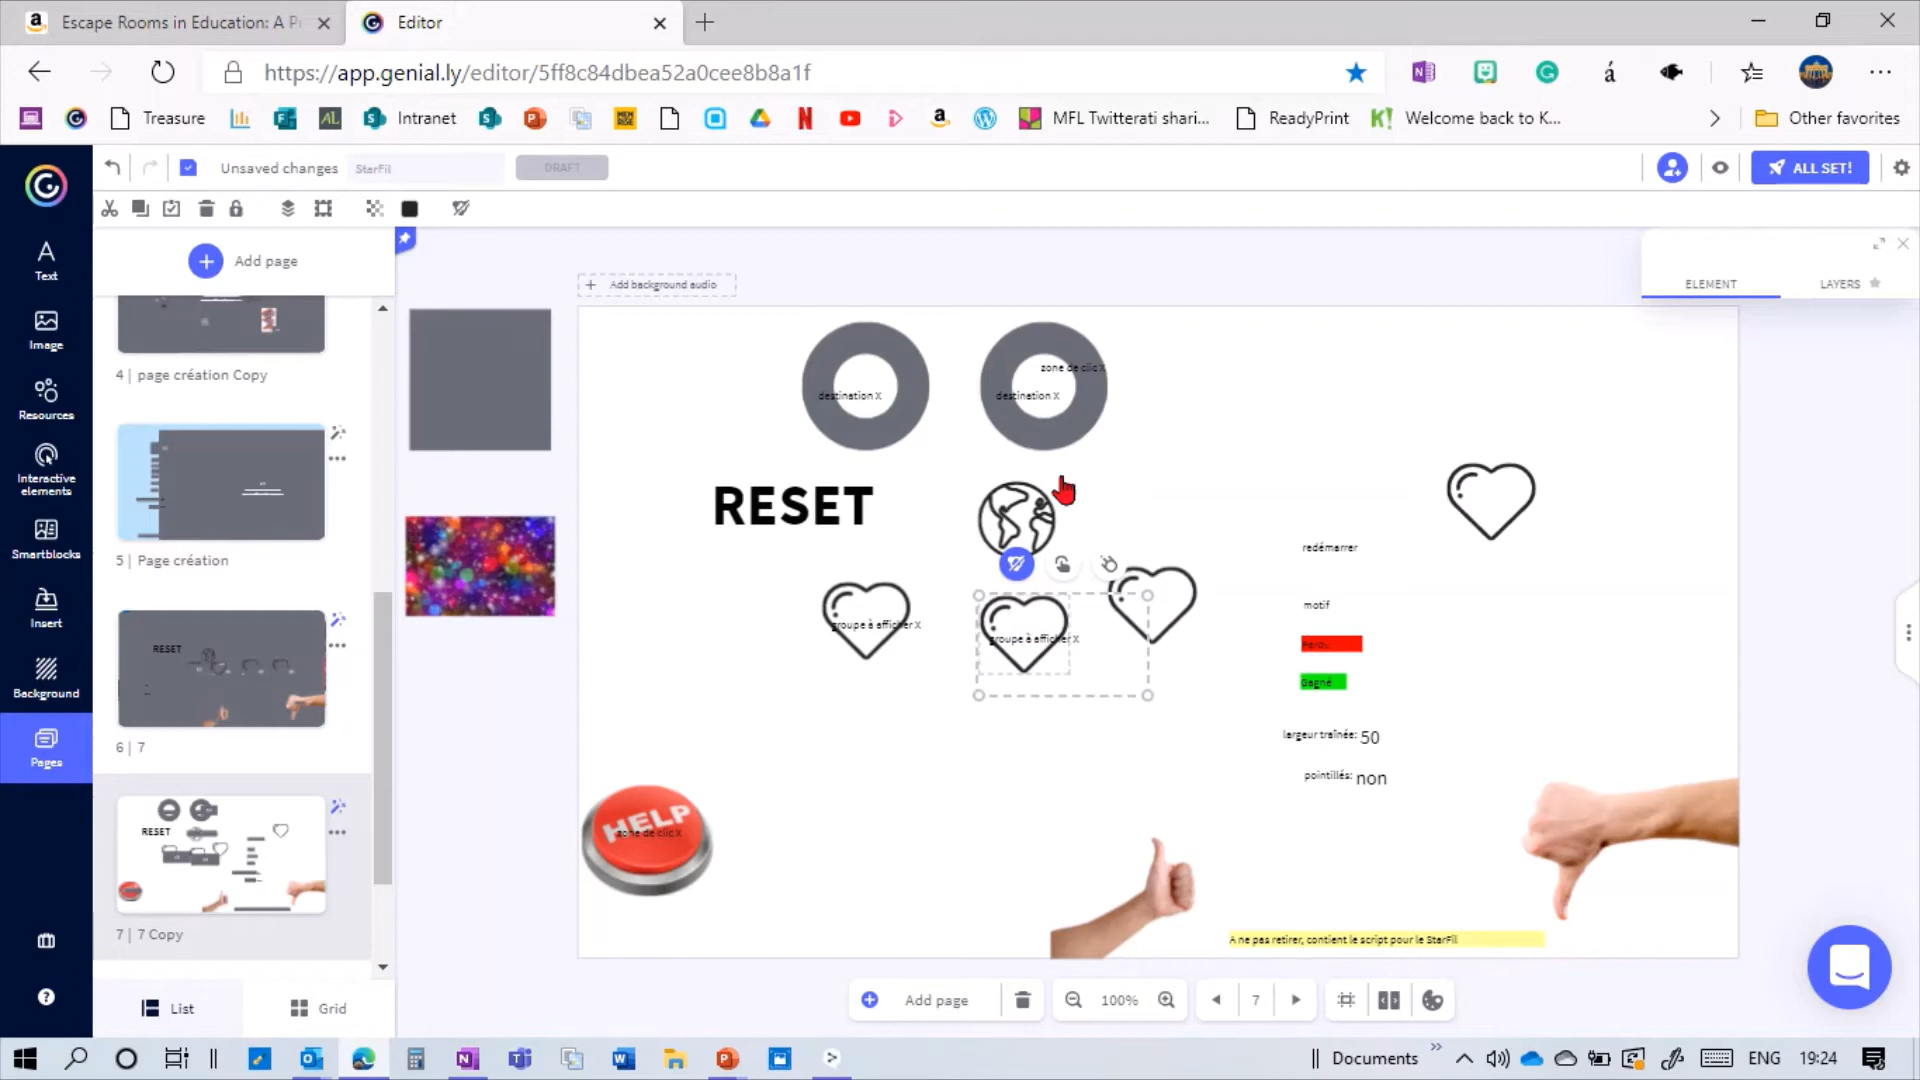 Escape Rooms in Education: A P
Editor
https://app.genial.ly/editor/5ff8c84dbea52a0cee8b8a1f
Treasure
Intranet
MFL Twitterati shari...
ReadyPrint
Welcome back to K...
Other favorites
Unsaved changes
StarFil
DRAFT
ALL SET!
Text
Image
Resources
Interactive
elements
Smartblocks
Insert
Background
Pages
Add page
4 | page création Copy
5 | Page création
RESET
6 | 7
RESET
7 | 7 Copy
List
Grid
Add background audio
ELEMENT
LAYERS
destination X
zone de clic X
destination X
RESET
groupe à afficher X
groupe à afficher X
redémarrer
motif
Perdu
Gagné
largeur traînée: 50
pointillés: non
HELP
zone de clic X
A ne pas retirer, contient le script pour le StarFil
Add page
100%
7
Documents
ENG
19:24